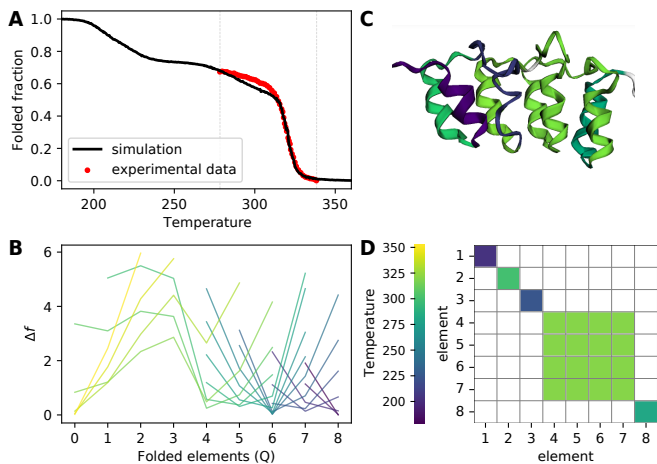 A
1.0
0.8
0.6
0.4
0.2
0.0
Folded fraction
simulation
experimental data
200
250
300
350
Temperature
C
B
6
4
2
0
Δf
0 1 2 3 4 5 6 7 8
Folded elements (Q)
350
325
300
275
250
225
200
Temperature
D
1
2
3
4
5
6
7
8
element
1 2 3 4 5 6 7 8
element